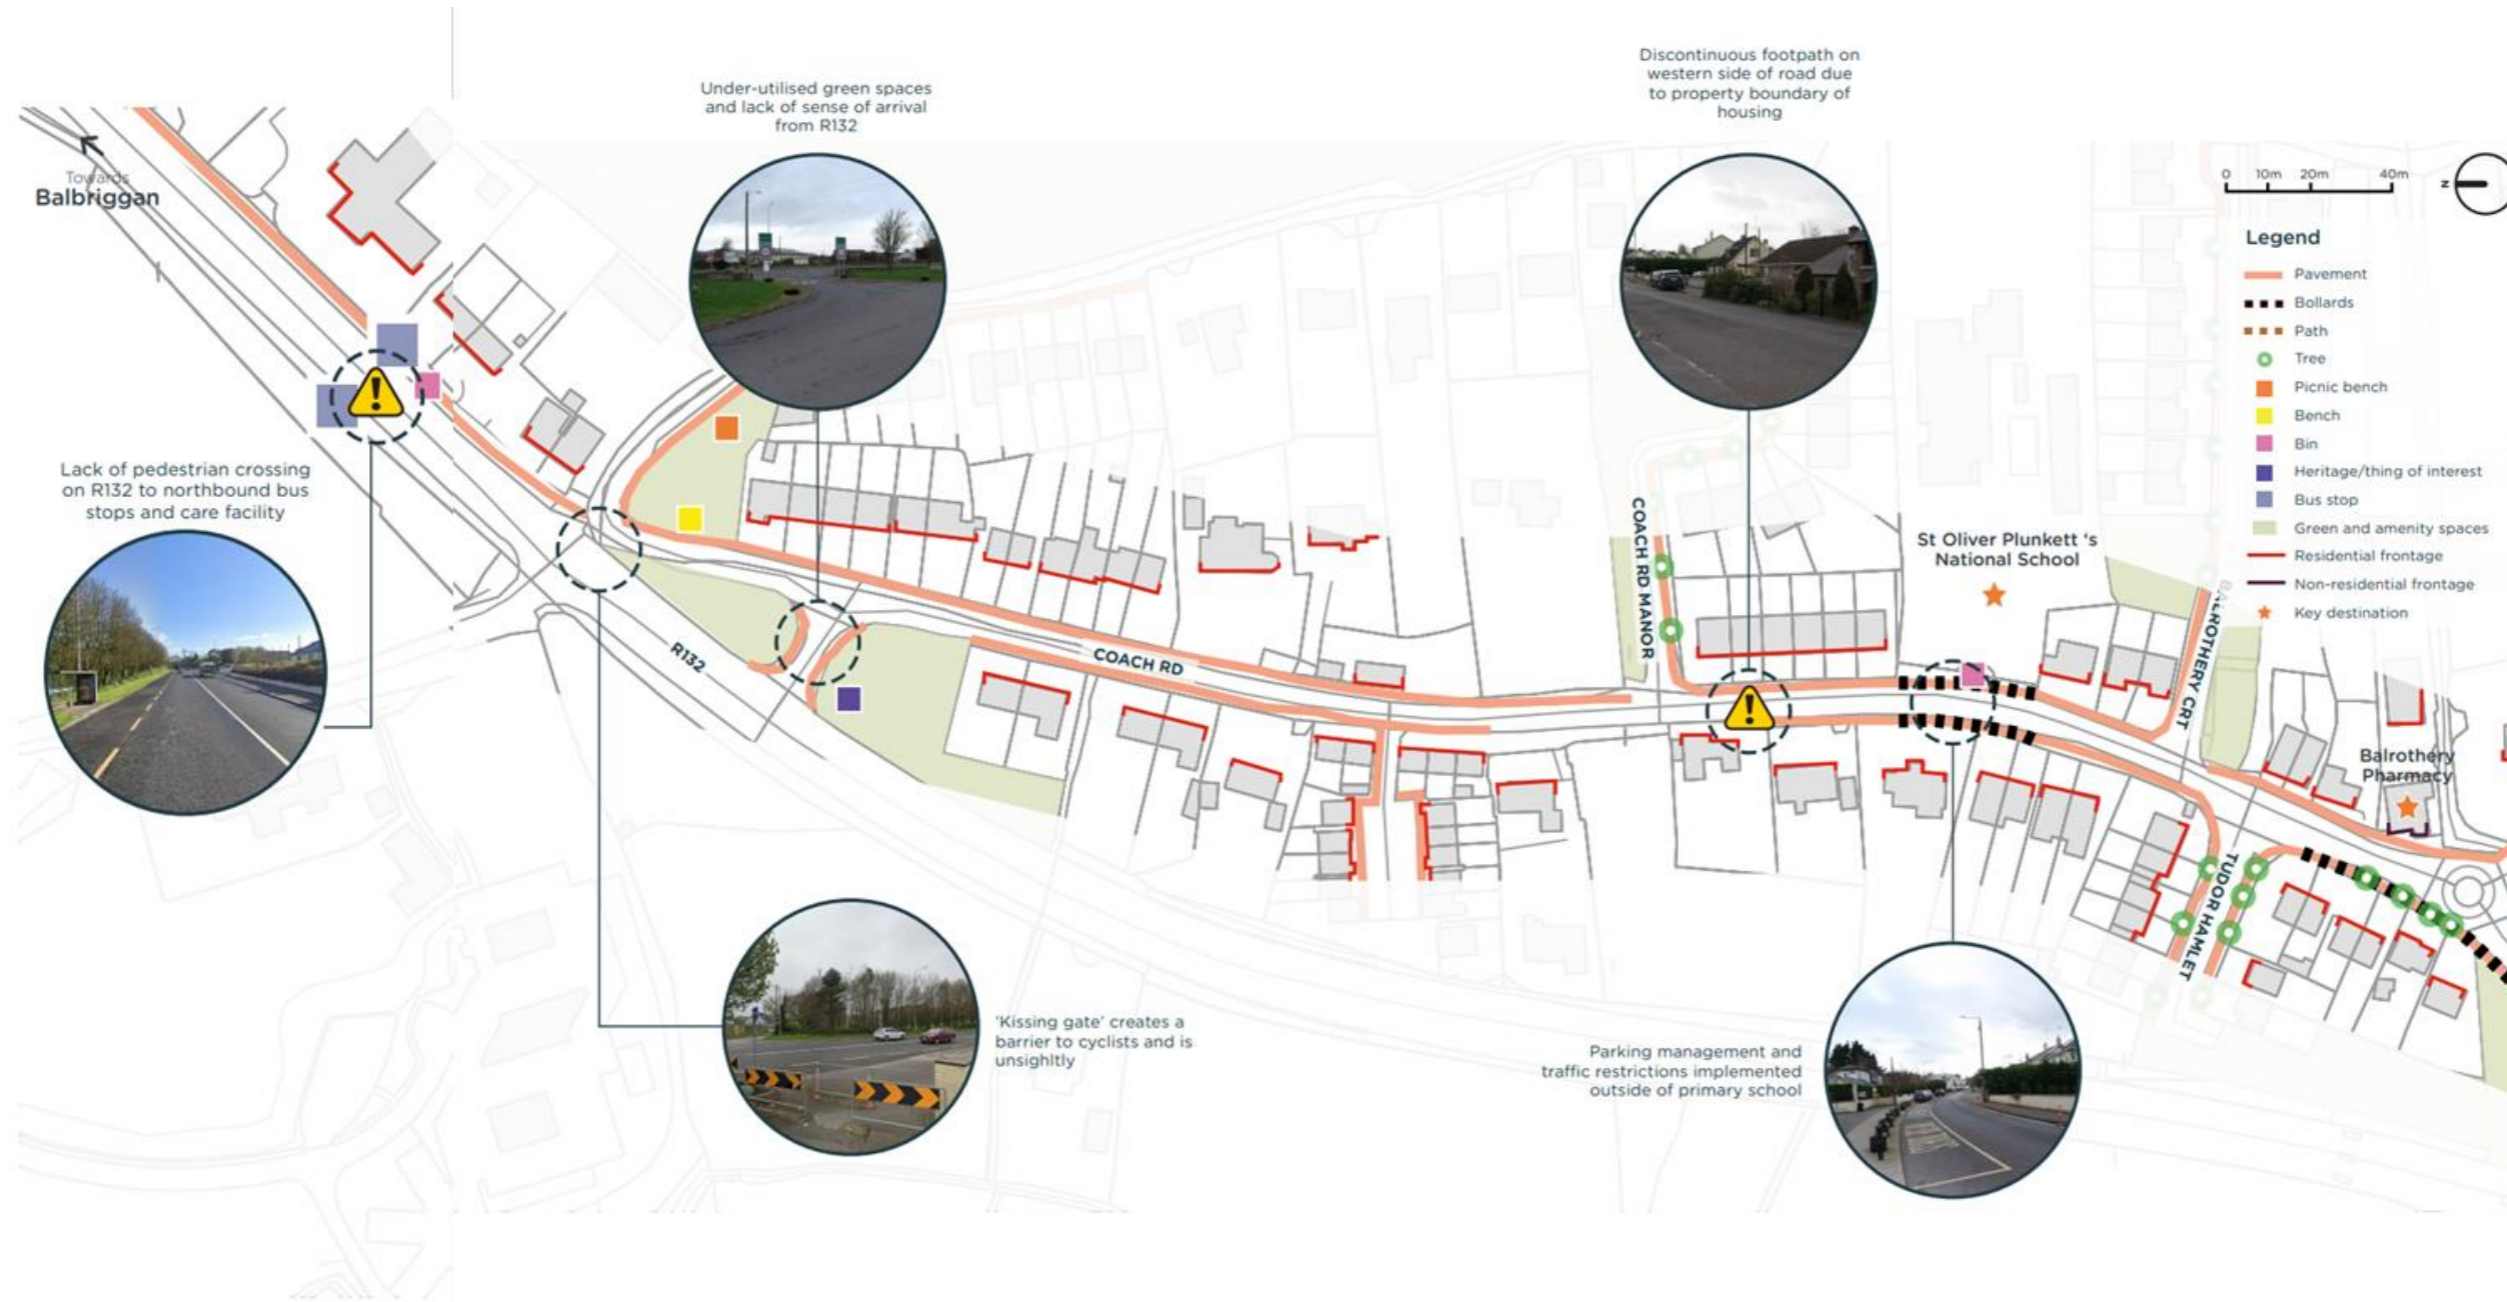 Discontinuous footpath on
western side of road due
to property boundary of
housing
Under-utilised green spaces
and lack of sense of arrival
from R132
Towards
Balbriggan
0 10m 20m 40m
N
Legend
Pavement
Bollards
Path
Tree
Picnic bench
Bench
Bin
Heritage/thing of interest
Bus stop
Green and amenity spaces
Residential frontage
Non-residential frontage
Key destination
Lack of pedestrian crossing
on R132 to northbound bus
stops and care facility
COACH RD MANOR
St Oliver Plunkett 's
National School
R132
COACH RD
BALROTHERY CRT
Balrothery
Pharmacy
TUDOR HAMLET
'Kissing gate' creates a
barrier to cyclists and is
unsighltly
Parking management and
traffic restrictions implemented
outside of primary school